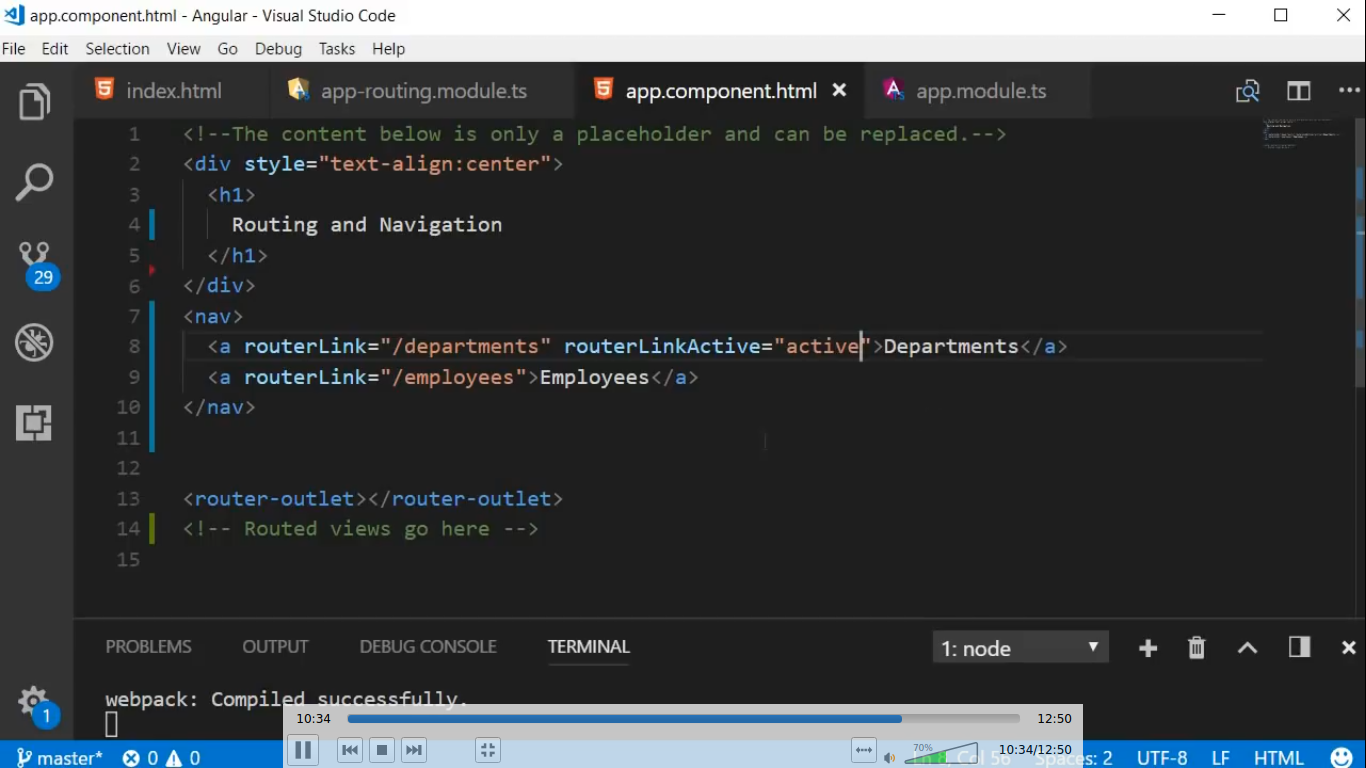 app.component.html - Angular - Visual Studio Code
File Edit Selection View Go Debug Tasks Help
index.html app-routing.module.ts app.component.html app.module.ts
1 <!--The content below is only a placeholder and can be replaced.-->
2 <div style="text-align:center">
3 <h1>
4 Routing and Navigation
5 </h1>
6 </div>
7 <nav>
8 <a routerLink="/departments" routerLinkActive="active">Departments</a>
9 <a routerLink="/employees">Employees</a>
10 </nav>
11
12
13 <router-outlet></router-outlet>
14 <!-- Routed views go here -->
15
29
PROBLEMS OUTPUT DEBUG CONSOLE TERMINAL 1: node
webpack: Compiled successfully.
1
10:34 12:50
70% 10:34/12:50
master* 0 0 Col 56 Spaces: 2 UTF-8 LF HTML